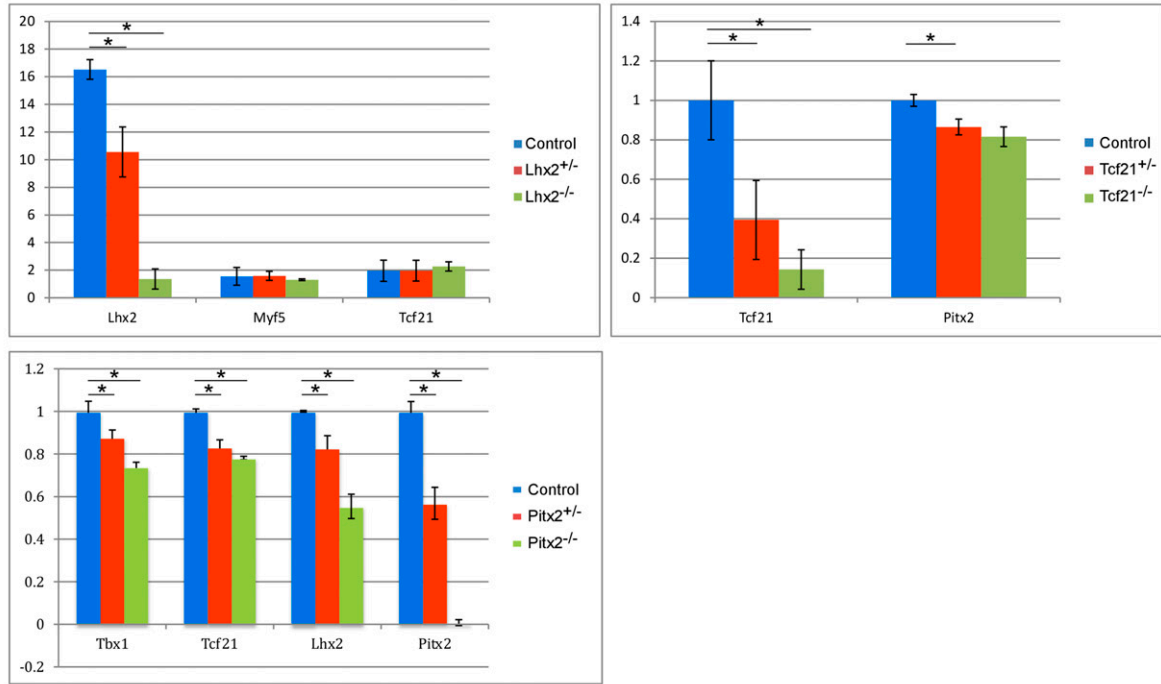 20
18
16
14
12
10
8
6
4
2
0
* *
Lhx2 Myf5 Tcf21
Control
Lhx2+/-
Lhx2-/-
1.4
1.2
1
0.8
0.6
0.4
0.2
0
* * *
Tcf21 Pitx2
Control
Tcf21+/-
Tcf21-/-
1.2
1
0.8
0.6
0.4
0.2
0
-0.2
* * * *
* * * *
Tbx1 Tcf21 Lhx2 Pitx2
Control
Pitx2+/-
Pitx2-/-